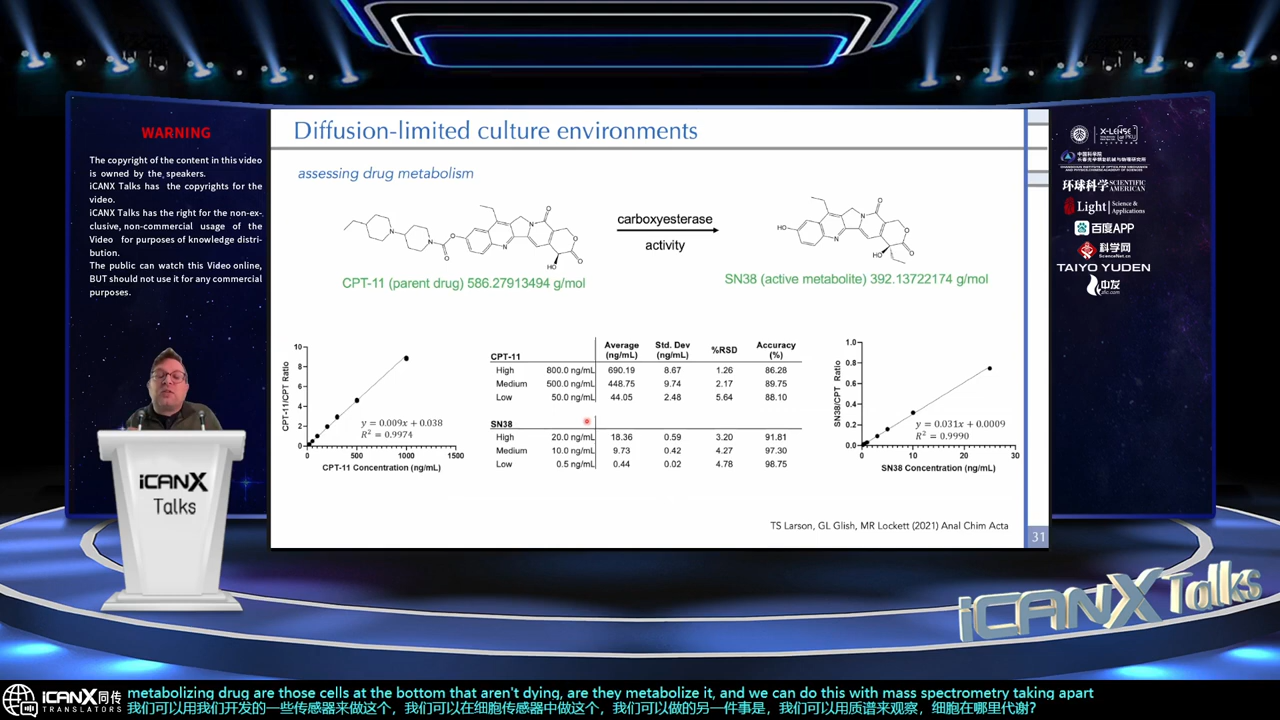 WARNING
The copyright of the content in this video
is owned by the speakers.
iCANX Talks has the copyrights for the
video.
iCANX Talks has the right for the non-ex-
clusive, non-commercial usage of the
Video for purposes of knowledge distri-
bution.
The public can watch this Video online,
BUT should not use it for any commercial
purposes.
Diffusion-limited culture environments
assessing drug metabolism
carboxyesterase
activity
CPT-11 (parent drug) 586.27913494 g/mol
SN38 (active metabolite) 392.13722174 g/mol
CPT-11/CPT Ratio
10
8
6
4
2
0
y = 0.009x + 0.038
R² = 0.9974
0 500 1000 1500
CPT-11 Concentration (ng/mL)
CPT-11 Average (ng/mL) Std. Dev (ng/mL) %RSD Accuracy (%)
High 800.0 ng/mL 690.19 8.67 1.26 86.28
Medium 500.0 ng/mL 448.75 9.74 2.17 89.75
Low 50.0 ng/mL 44.05 2.48 5.64 88.10
SN38
High 20.0 ng/mL 18.36 0.59 3.20 91.81
Medium 10.0 ng/mL 9.73 0.42 4.27 97.30
Low 0.5 ng/mL 0.44 0.02 4.78 98.75
SN38/CPT Ratio
1.0
0.8
0.6
0.4
0.2
0.0
y = 0.031x + 0.0009
R² = 0.9990
0 10 20 30
SN38 Concentration (ng/mL)
TS Larson, GL Glish, MR Lockett (2021) Anal Chim Acta
31
X-LENSE
中国科学院
环球科学 SCIENTIFIC AMERICAN
Light Science & Applications
百度APP
科学网
ScienceNet.cn
TAIYO YUDEN
中友
iCANX
Talks
iCANX Talks
iCANX同传
TRANSLATORS
metabolizing drug are those cells at the bottom that aren't dying, are they metabolize it, and we can do this with mass spectrometry taking apart
我们可以用我们开发的一些传感器来做这个，我们可以在细胞传感器中做这个，我们可以做的另一件事是，我们可以用质谱来观察，细胞在哪里代谢?